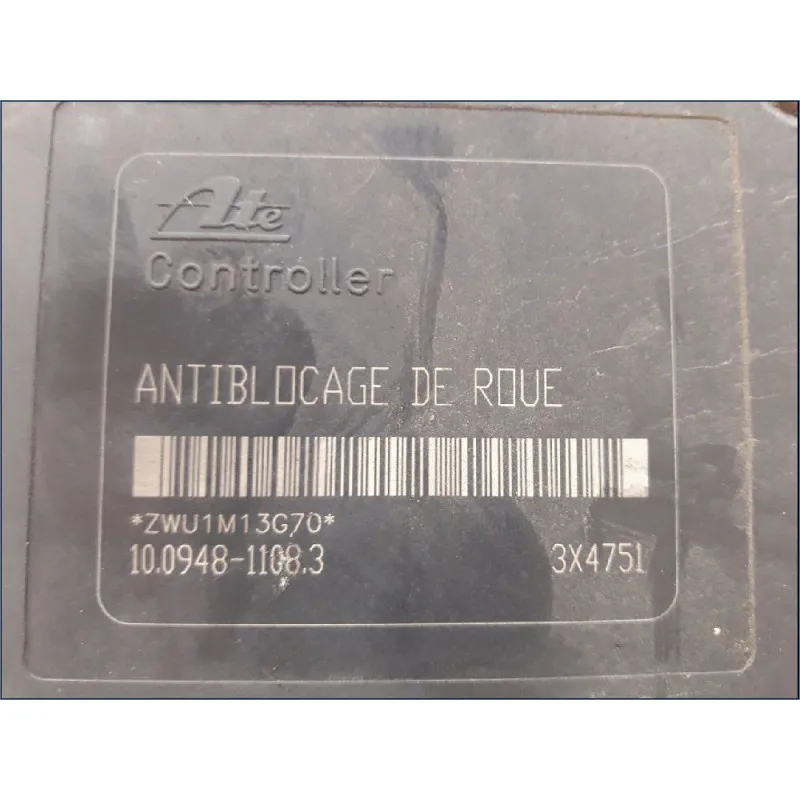 Ate
Controller
ANTIBLOCAGE DE ROUE
*ZWU1M13G70*
10.0948-1108.3 3X4751